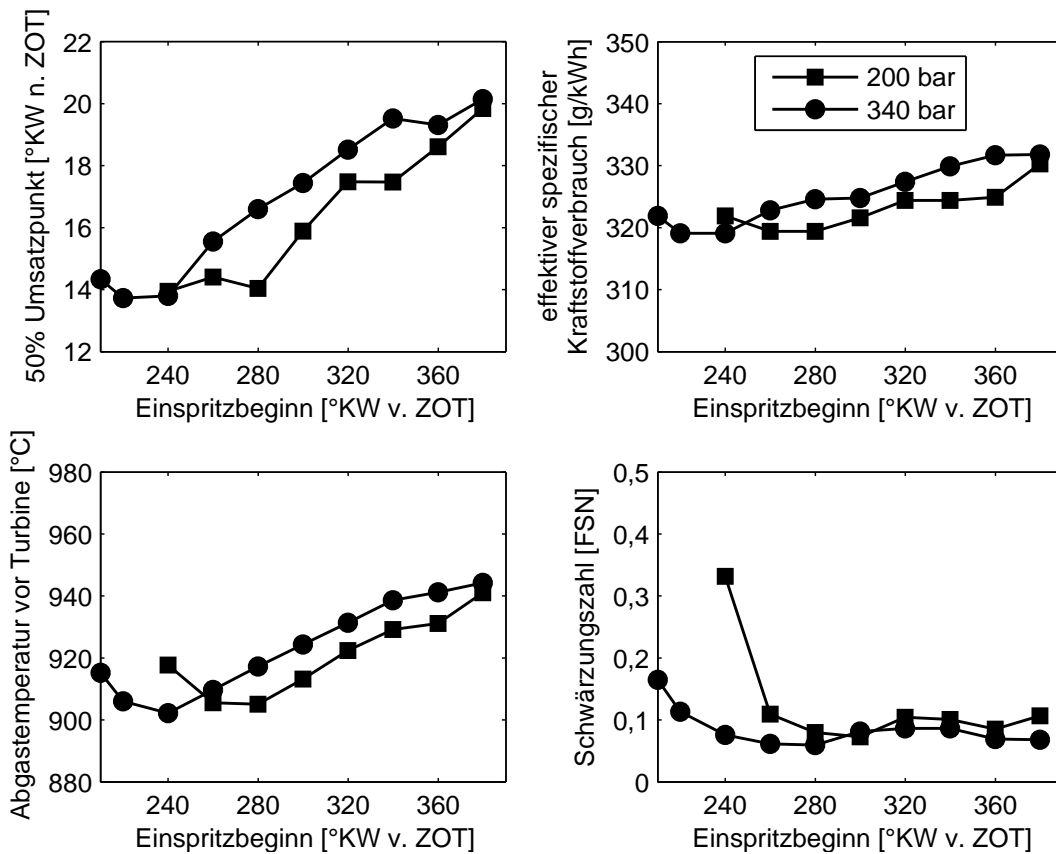 50% Umsatzpunkt [°KW n. ZOT]
22
20
18
16
14
12
240 280 320 360
Einspritzbeginn [°KW v. ZOT]
effektiver spezifischer
Kraftstoffverbrauch [g/kWh]
350
340
330
320
310
300
200 bar
340 bar
240 280 320 360
Einspritzbeginn [°KW v. ZOT]
Abgastemperatur vor Turbine [°C]
980
960
940
920
900
880
240 280 320 360
Einspritzbeginn [°KW v. ZOT]
Schwärzungszahl [FSN]
0,5
0,4
0,3
0,2
0,1
0
240 280 320 360
Einspritzbeginn [°KW v. ZOT]